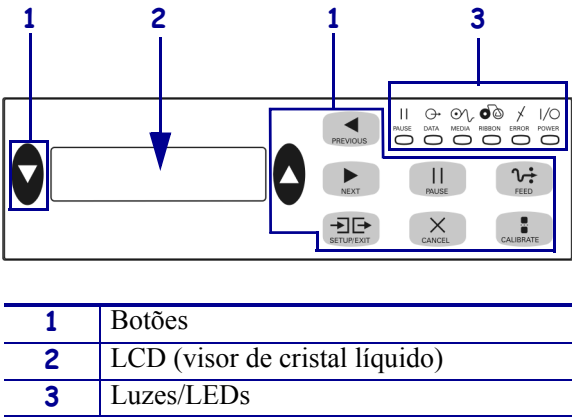 1 2 1 3
PAUSE DATA MEDIA RIBBON ERROR POWER
PREVIOUS
NEXT PAUSE FEED
SETUP/EXIT CANCEL CALIBRATE
1 Botões
2 LCD (visor de cristal líquido)
3 Luzes/LEDs